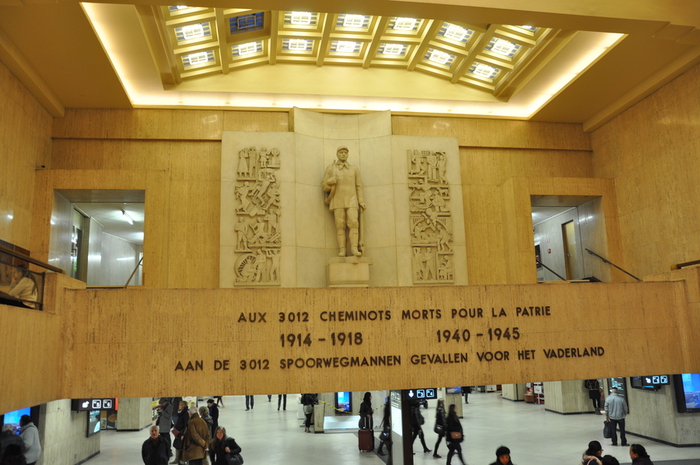 AUX 3012 CHEMINOTS MORTS POUR LA PATRIE
1914 - 1918 1940 - 1945
AAN DE 3012 SPOORWEGMANNEN GEVALLEN VOOR HET VADERLAND